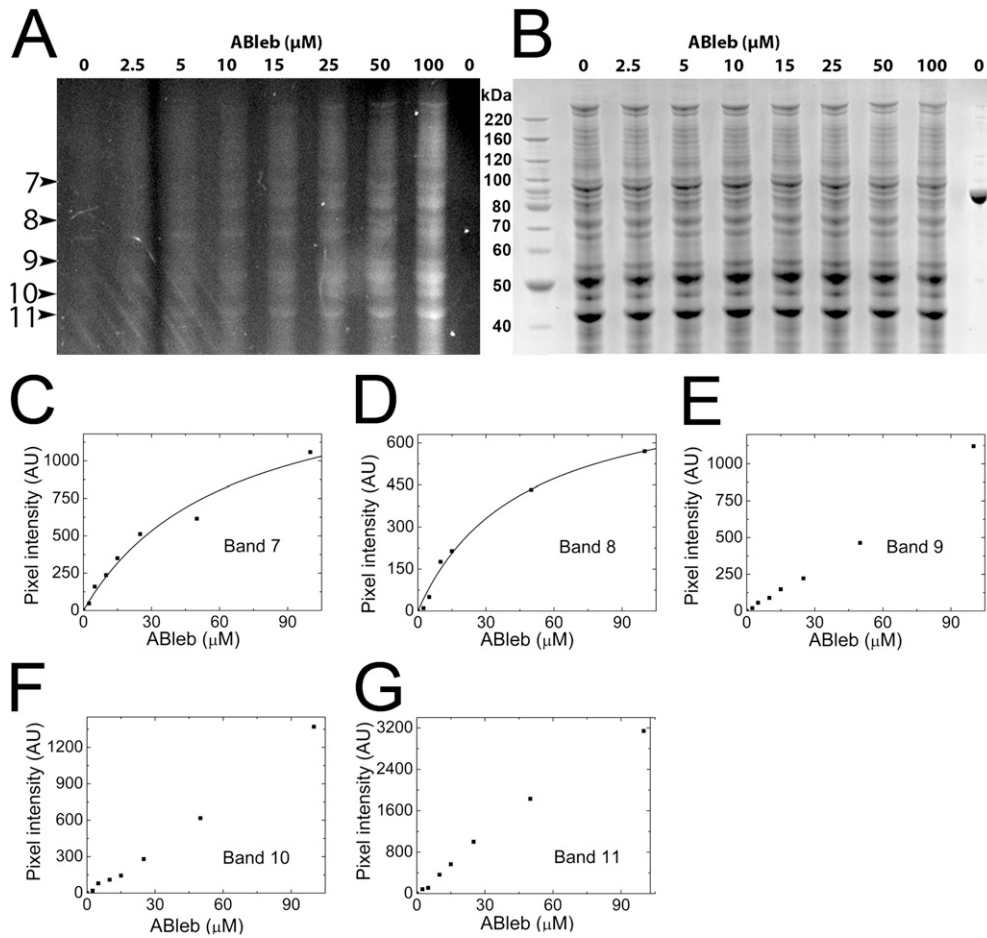 A
ABleb (μM)
0 2.5 5 10 15 25 50 100 0
7
8
9
10
11
B
ABleb (μM)
0 2.5 5 10 15 25 50 100 0
kDa
220
160
120
100
80
70
60
50
40
C
Pixel intensity (AU)
1000
750
500
250
0
Band 7
0 30 60 90
ABleb (μM)
D
Pixel intensity (AU)
600
450
300
150
0
Band 8
0 30 60 90
ABleb (μM)
E
Pixel intensity (AU)
1000
750
500
250
0
Band 9
0 30 60 90
ABleb (μM)
F
Pixel intensity (AU)
1200
900
600
300
0
Band 10
0 30 60 90
ABleb (μM)
G
Pixel intensity (AU)
3200
2400
1600
800
0
Band 11
0 30 60 90
ABleb (μM)